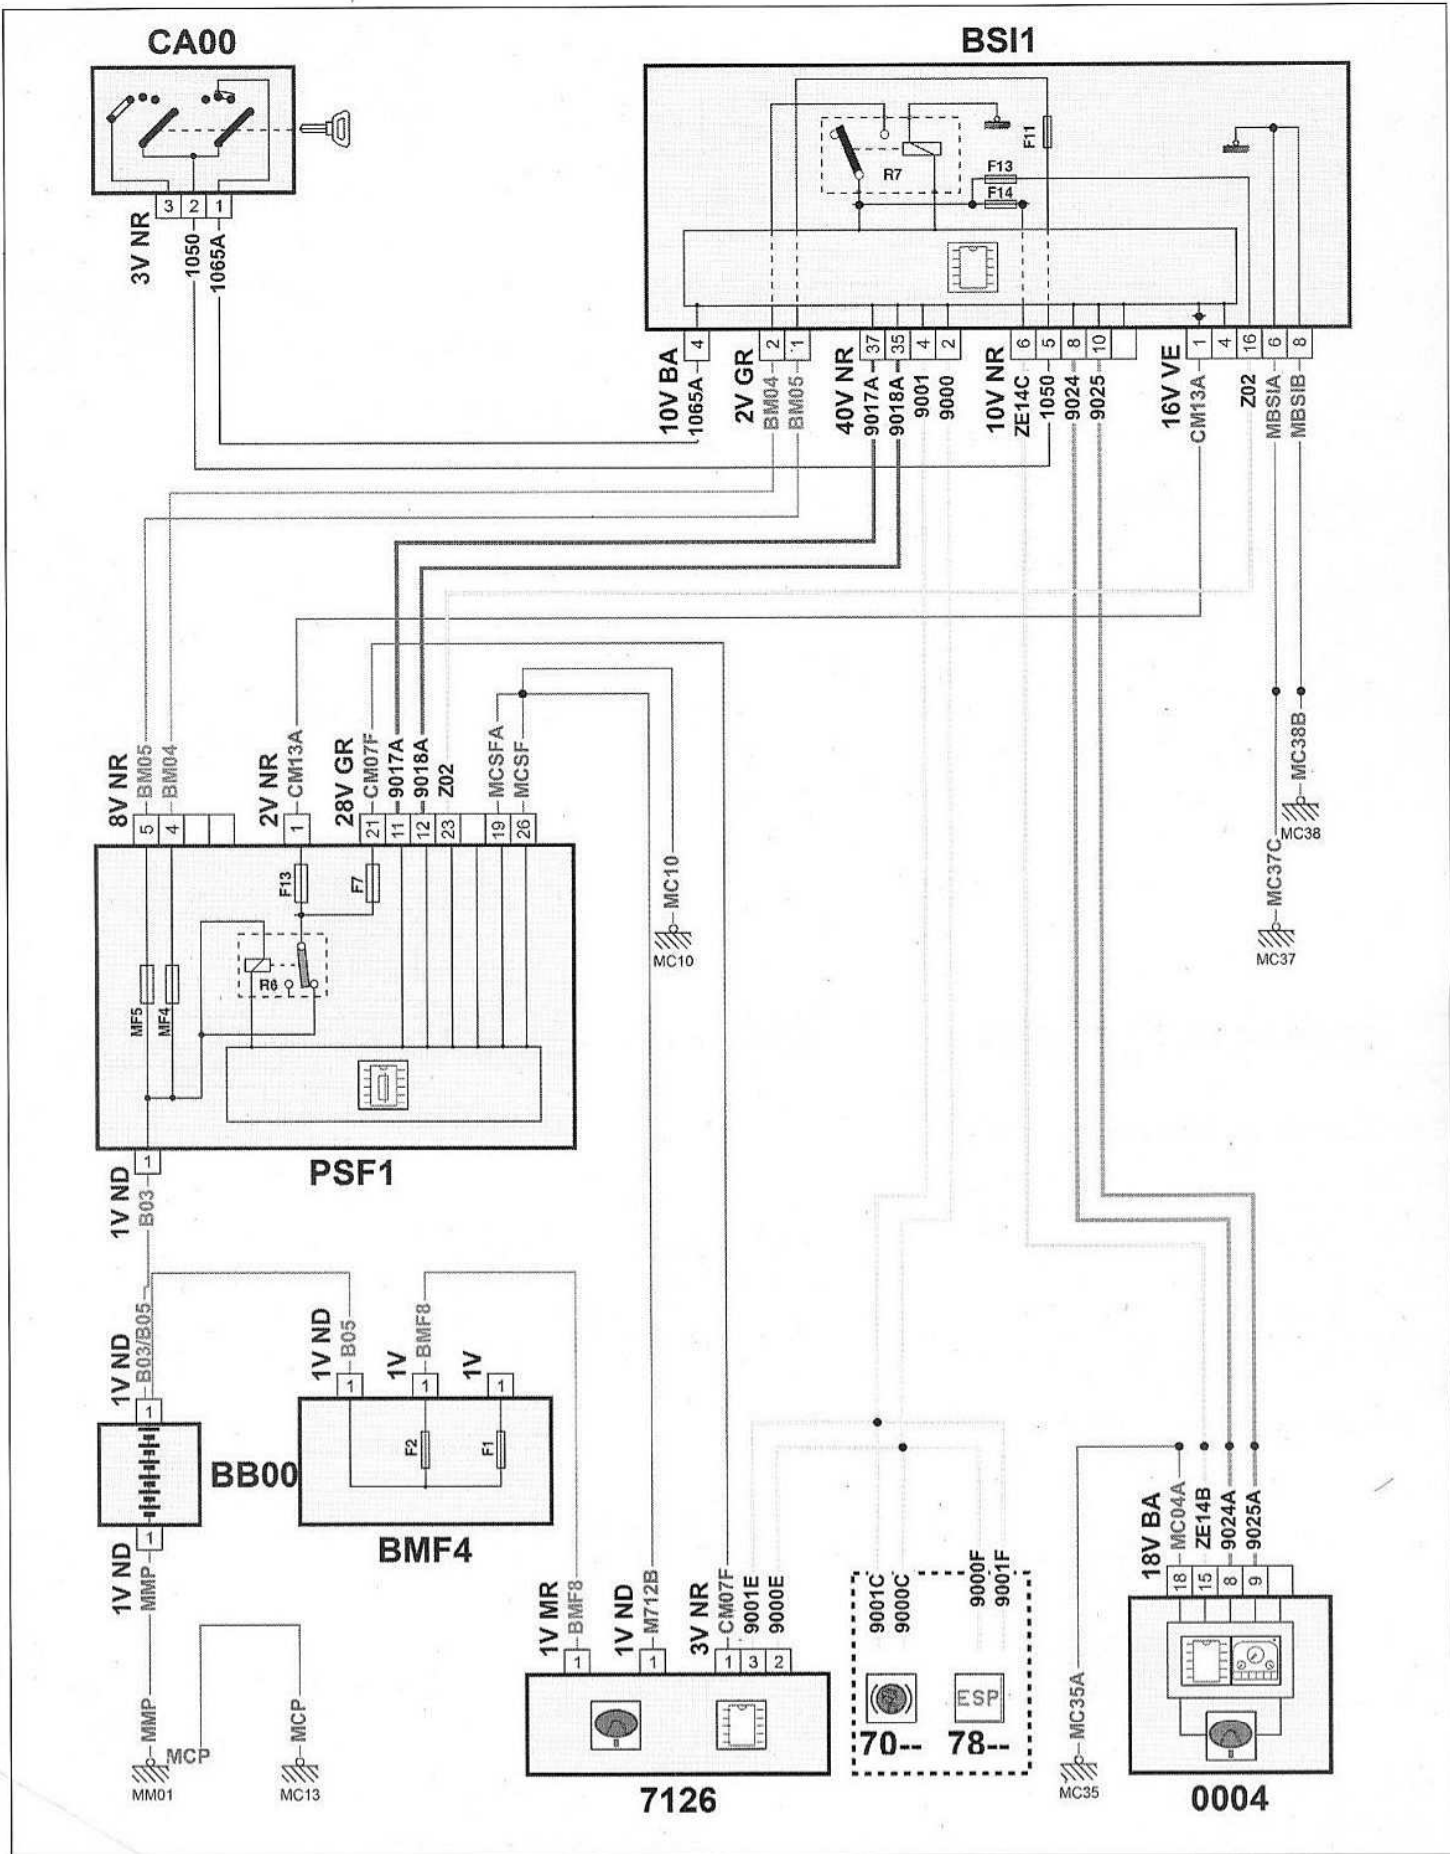 CA00
BSI1
F11
F13
F14
R7
3 2 1
3V NR
1050
1065A
4 2 1 37 35 4 2 6 5 8 10 1 4 16 6 8
10V BA
1065A
2V GR
BM04
BM05
40V NR
9017A
9018A
9001
9000
10V NR
ZE14C
1050
9024
9025
16V VE
CM13A
Z02
MBSIA
MBSIB
8V NR
BM05
BM04
2V NR
CM13A
28V GR
CM07F
9017A
9018A
Z02
MCSFA
MCSF
MC38B
MC38
5 4 1 21 11 12 23 19 26
F13
F7
MC10
MC10
MC37C
MC37
R6
MF5
MF4
PSF1
1
1V ND
B03
1V ND
B03/B05
1V ND
B05
1V
BMF8
1V
1 1 1 1
F2
F1
BB00
BMF4
1
1V ND
MMP
MMP
MCP
MCP
MM01
MC13
1V MR
BMF8
1V ND
M712B
3V NR
CM07F
9001E
9000E
9001C
9000C
9000F
9001F
18V BA
MC04A
ZE14B
9024A
9025A
1 1 1 3 2
18 15 8 9
ESP
70--
78--
MC35A
MC35
7126
0004